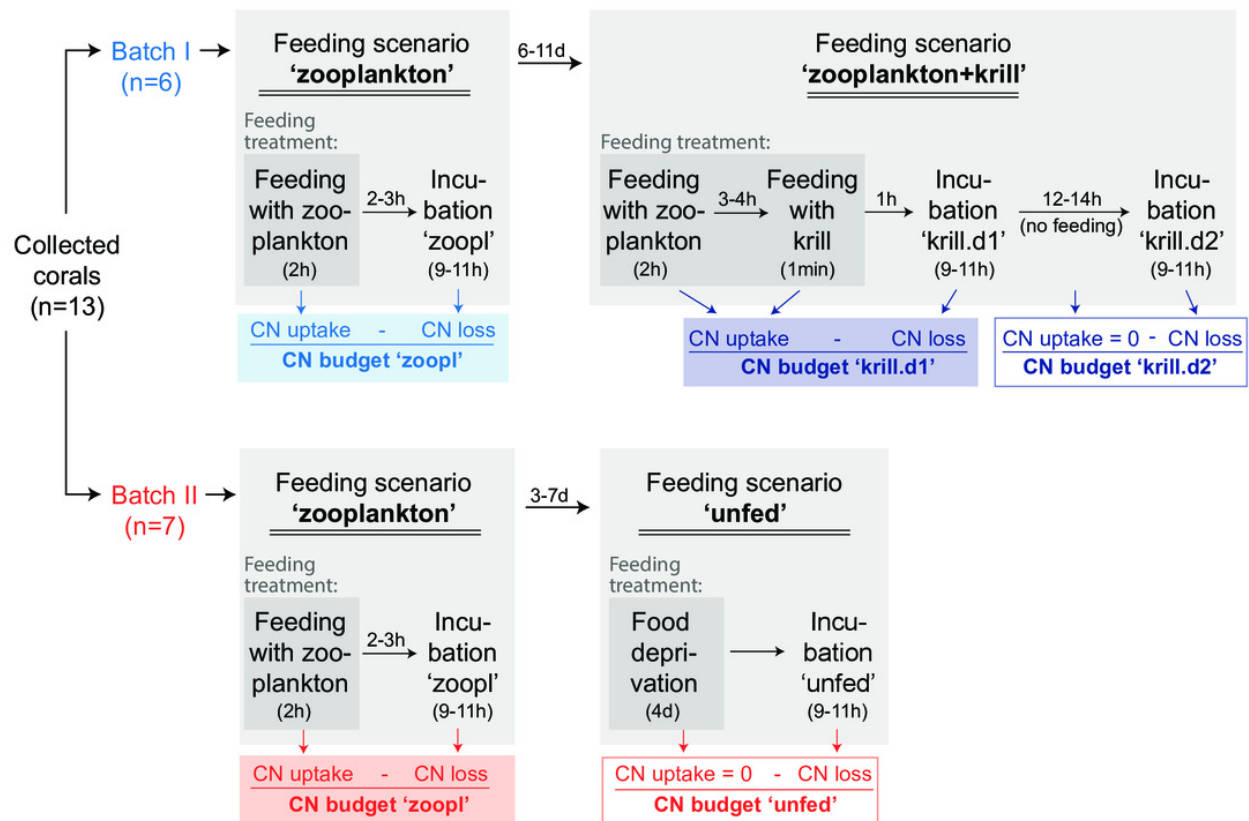 Collected
corals
(n=13)
Batch I
(n=6)
Feeding scenario
‘zooplankton’
Feeding
treatment:
Feeding
with zoo-
plankton
(2h)
2-3h
Incu-
bation
‘zoopl’
(9-11h)
CN uptake - CN loss
CN budget ‘zoopl’
6-11d
Feeding scenario
‘zooplankton+krill’
Feeding treatment:
Feeding
with zoo-
plankton
(2h)
3-4h
Feeding
with
krill
(1min)
1h
Incu-
bation
‘krill.d1’
(9-11h)
12-14h
(no feeding)
Incu-
bation
‘krill.d2’
(9-11h)
CN uptake - CN loss
CN budget ‘krill.d1’
CN uptake = 0 - CN loss
CN budget ‘krill.d2’
Batch II
(n=7)
Feeding scenario
‘zooplankton’
Feeding
treatment:
Feeding
with zoo-
plankton
(2h)
2-3h
Incu-
bation
‘zoopl’
(9-11h)
CN uptake - CN loss
CN budget ‘zoopl’
3-7d
Feeding scenario
‘unfed’
Feeding
treatment:
Food
depri-
vation
(4d)
Incu-
bation
‘unfed’
(9-11h)
CN uptake = 0 - CN loss
CN budget ‘unfed’